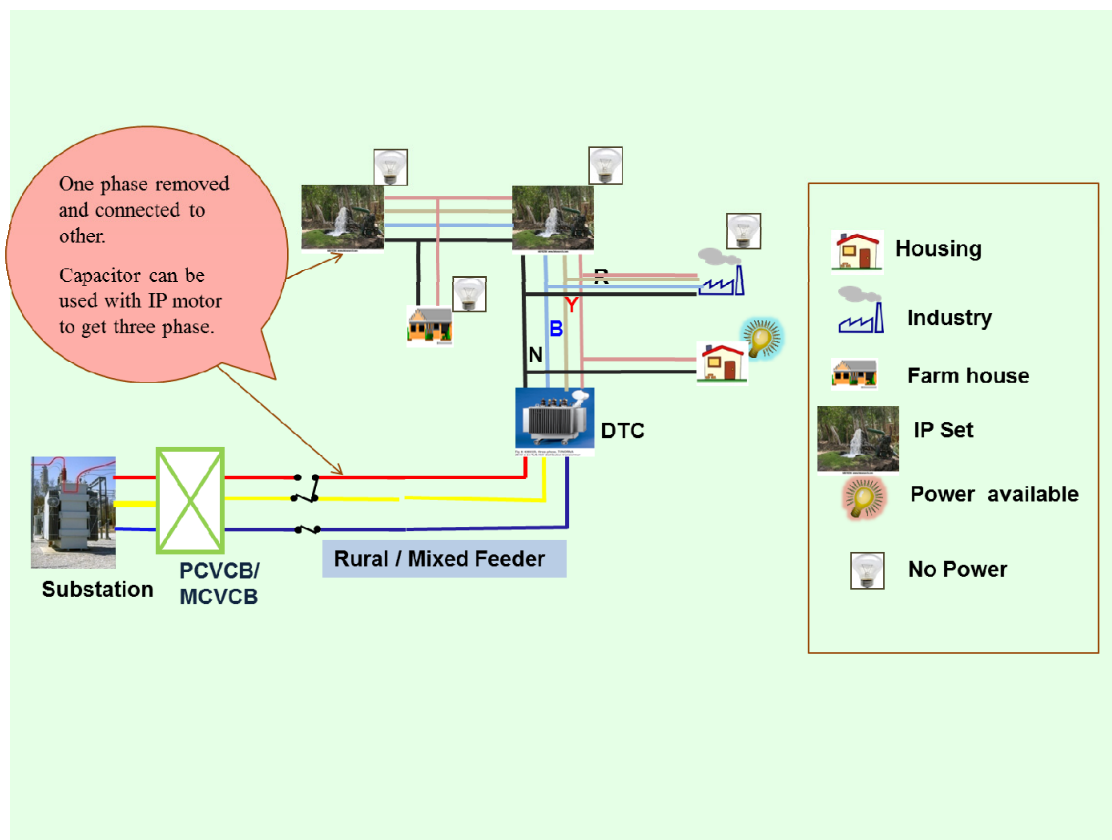 One phase removed
and connected to
other.
Capacitor can be
used with IP motor
to get three phase.
R
Y
B
N
DTC
Substation
PCVCB/
MCVCB
Rural / Mixed Feeder
Housing
Industry
Farm house
IP Set
Power available
No Power